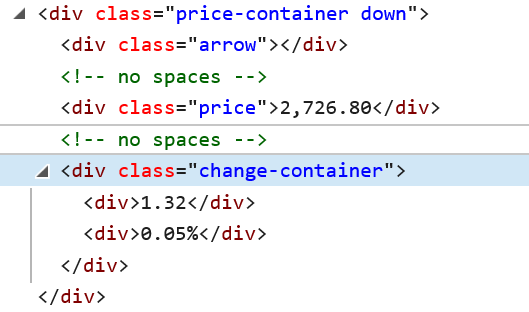 <div class="price-container down">
<div class="arrow"></div>
<!-- no spaces -->
<div class="price">2,726.80</div>
<!-- no spaces -->
<div class="change-container">
<div>1.32</div>
<div>0.05%</div>
</div>
</div>